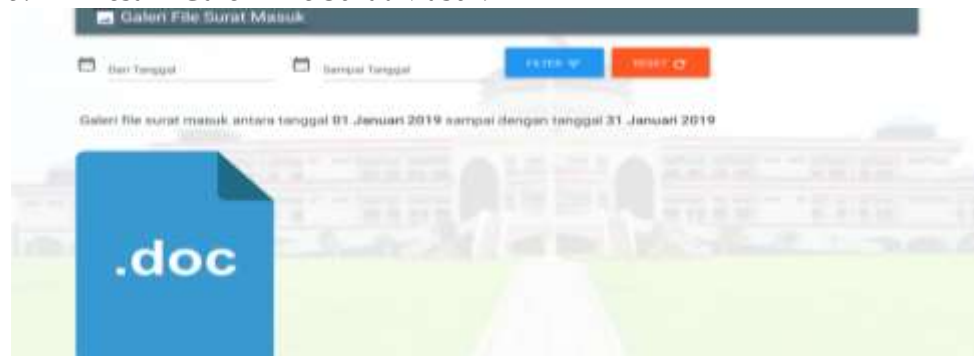 Galeri File Surat Masuk
Dari Tanggal
Sampai Tanggal
FILTER
RESET
Galeri file surat masuk antara tanggal 01 Januari 2019 sampai dengan tanggal 31 Januari 2019
.doc